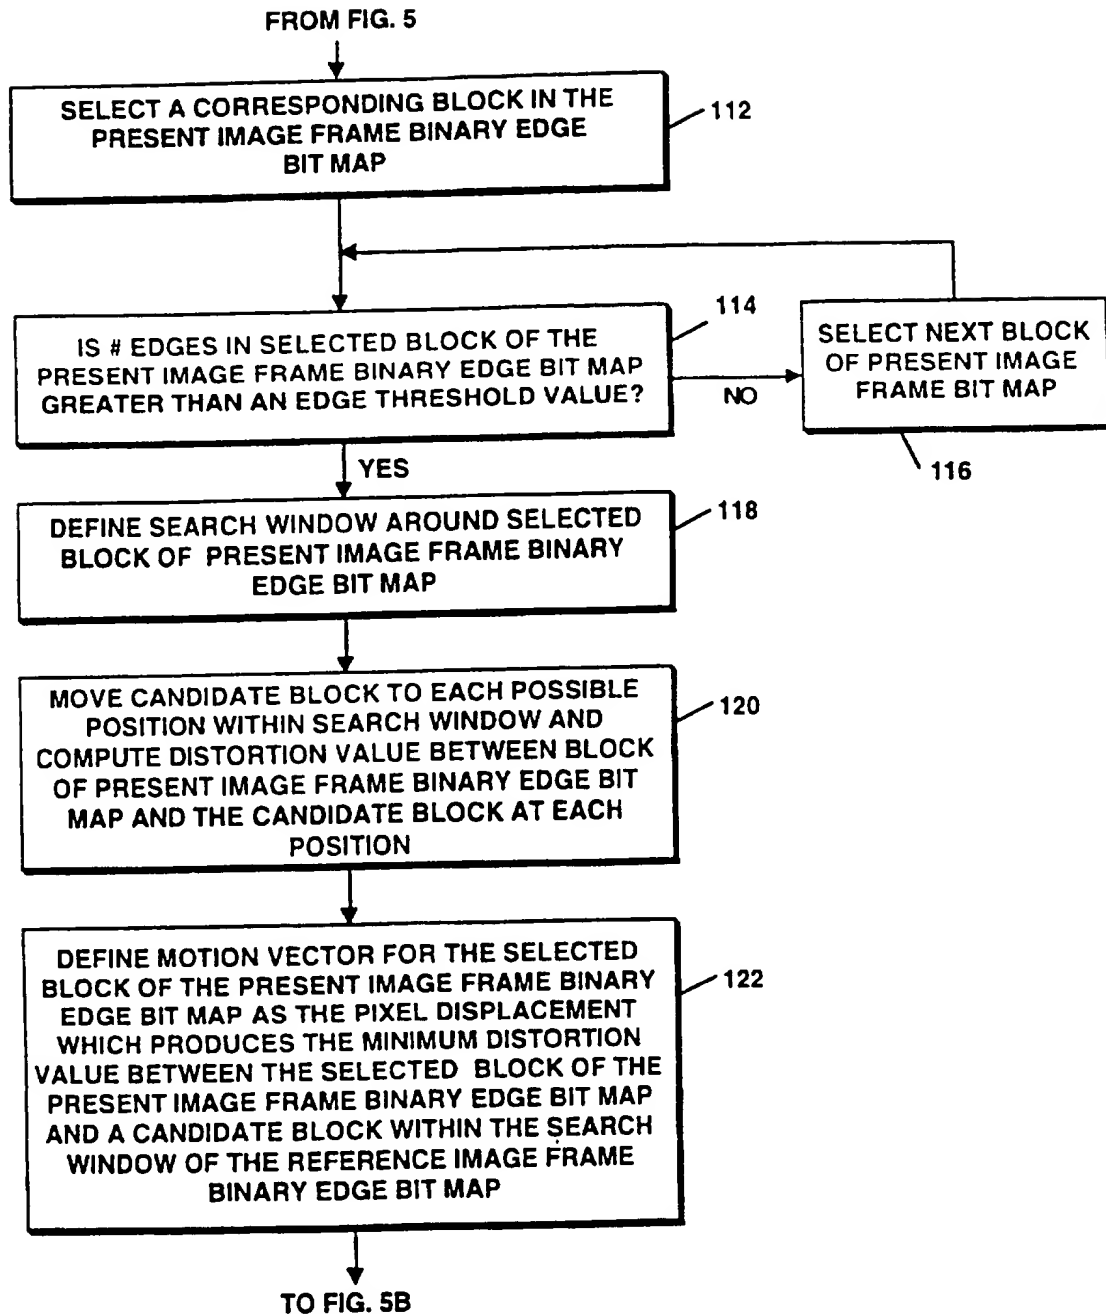 FROM FIG. 5
SELECT A CORRESPONDING BLOCK IN THE
PRESENT IMAGE FRAME BINARY EDGE
BIT MAP
112
IS # EDGES IN SELECTED BLOCK OF THE
PRESENT IMAGE FRAME BINARY EDGE BIT MAP
GREATER THAN AN EDGE THRESHOLD VALUE?
114
NO
SELECT NEXT BLOCK
OF PRESENT IMAGE
FRAME BIT MAP
116
YES
DEFINE SEARCH WINDOW AROUND SELECTED
BLOCK OF PRESENT IMAGE FRAME BINARY
EDGE BIT MAP
118
MOVE CANDIDATE BLOCK TO EACH POSSIBLE
POSITION WITHIN SEARCH WINDOW AND
COMPUTE DISTORTION VALUE BETWEEN BLOCK
OF PRESENT IMAGE FRAME BINARY EDGE BIT
MAP AND THE CANDIDATE BLOCK AT EACH
POSITION
120
DEFINE MOTION VECTOR FOR THE SELECTED
BLOCK OF THE PRESENT IMAGE FRAME BINARY
EDGE BIT MAP AS THE PIXEL DISPLACEMENT
WHICH PRODUCES THE MINIMUM DISTORTION
VALUE BETWEEN THE SELECTED BLOCK OF THE
PRESENT IMAGE FRAME BINARY EDGE BIT MAP
AND A CANDIDATE BLOCK WITHIN THE SEARCH
WINDOW OF THE REFERENCE IMAGE FRAME
BINARY EDGE BIT MAP
122
TO FIG. 5B